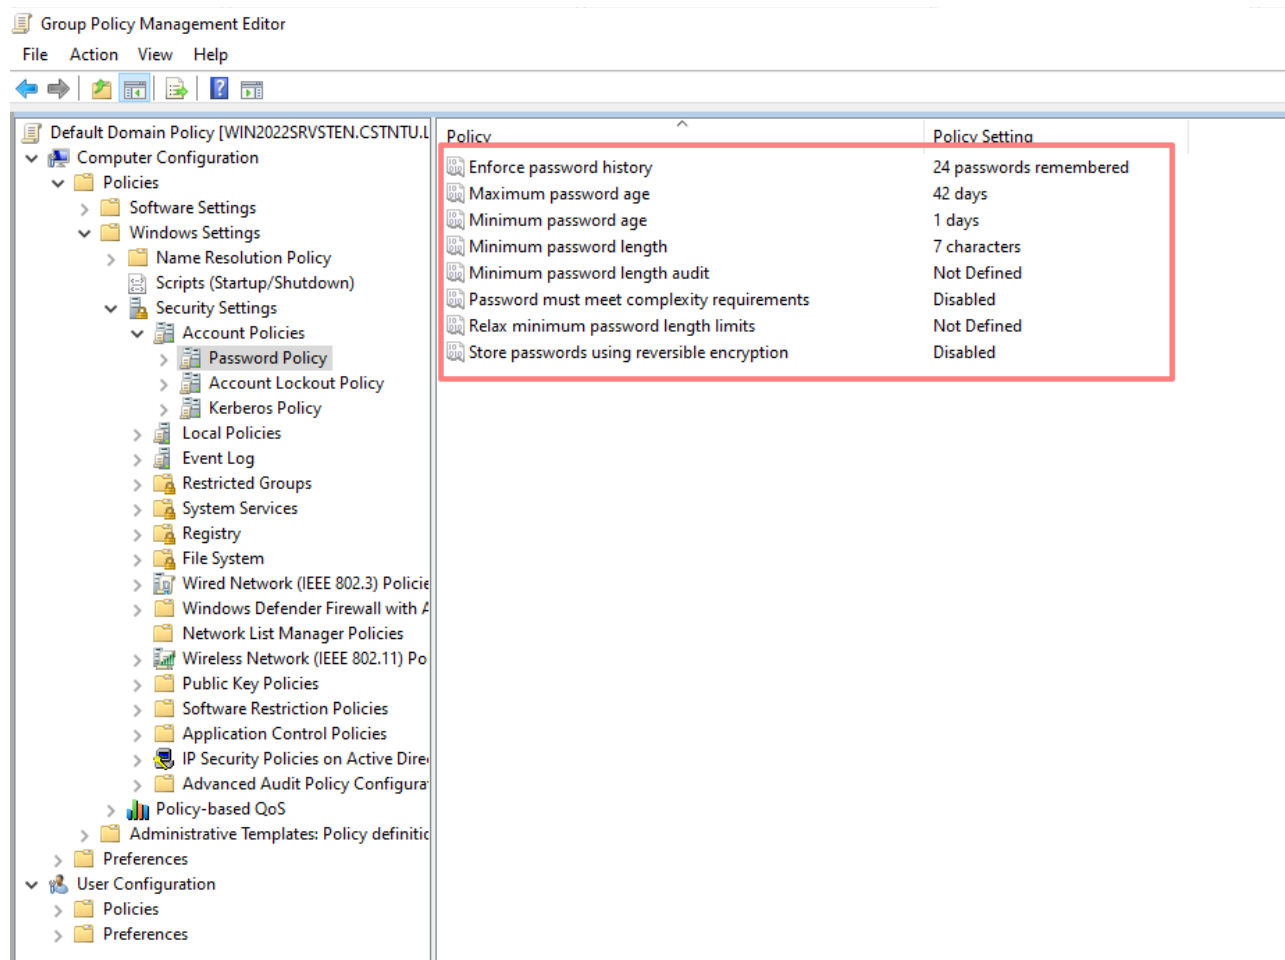 Group Policy Management Editor
File Action View Help
Default Domain Policy [WIN2022SRVSTEN.CSTNTU.L
Computer Configuration
Policies
Software Settings
Windows Settings
Name Resolution Policy
Scripts (Startup/Shutdown)
Security Settings
Account Policies
Password Policy
Account Lockout Policy
Kerberos Policy
Local Policies
Event Log
Restricted Groups
System Services
Registry
File System
Wired Network (IEEE 802.3) Policie
Windows Defender Firewall with A
Network List Manager Policies
Wireless Network (IEEE 802.11) Po
Public Key Policies
Software Restriction Policies
Application Control Policies
IP Security Policies on Active Dire
Advanced Audit Policy Configurat
Policy-based QoS
Administrative Templates: Policy definitic
Preferences
User Configuration
Policies
Preferences
Policy Policy Setting
Enforce password history 24 passwords remembered
Maximum password age 42 days
Minimum password age 1 days
Minimum password length 7 characters
Minimum password length audit Not Defined
Password must meet complexity requirements Disabled
Relax minimum password length limits Not Defined
Store passwords using reversible encryption Disabled